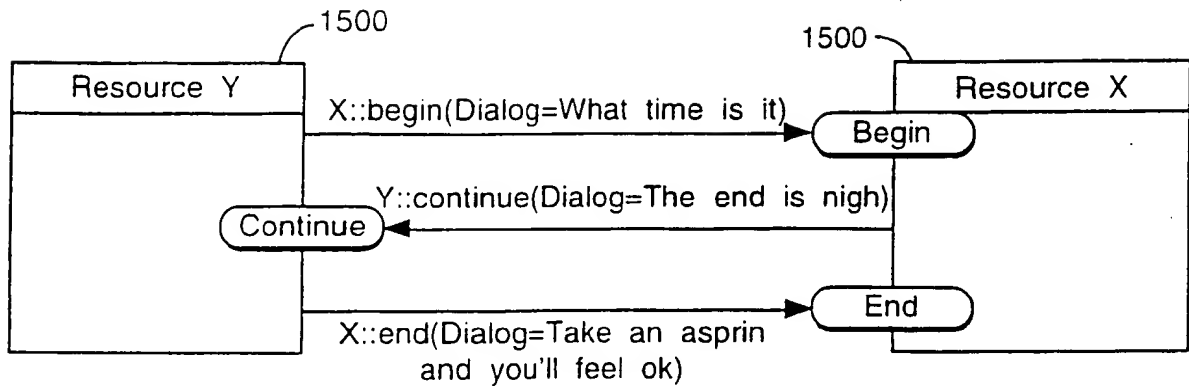 1500
1500
Resource Y
Resource X
X::begin(Dialog=What time is it)
Begin
Y::continue(Dialog=The end is nigh)
Continue
End
X::end(Dialog=Take an asprin
and you'll feel ok)